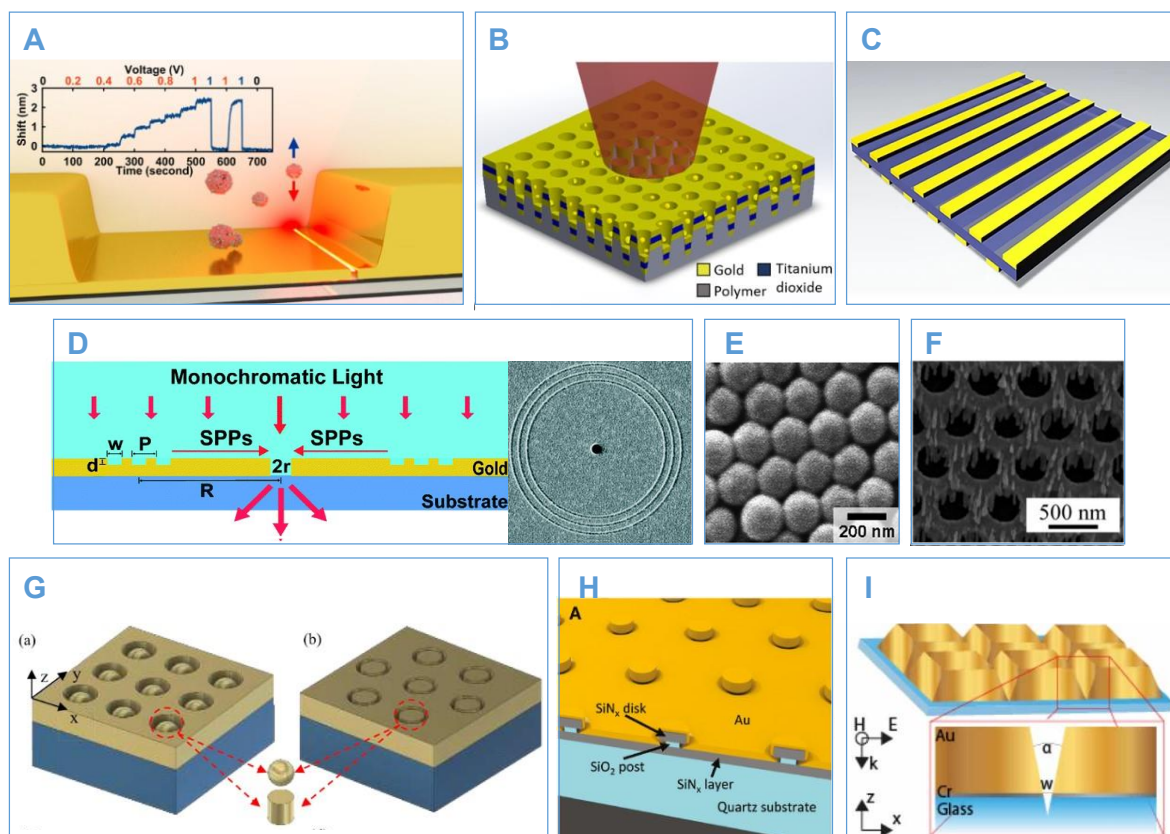 A
Voltage (V)
0 0.2 0.4 0.6 0.8 1 1 1 1 0
Shift (nm)
3
2
1
0
0 100 200 300 400 500 600 700
Time (second)
B
Gold
Titanium dioxide
Polymer
C
D
Monochromatic Light
w P SPPs SPPs
d 2r Gold
R
Substrate
E
200 nm
F
500 nm
G
(a)
(b)
z
y
x
H
A
SiNx disk
Au
SiO2 post
SiNx layer
Quartz substrate
I
H E
k
z
x
Au
α
w
Cr
Glass